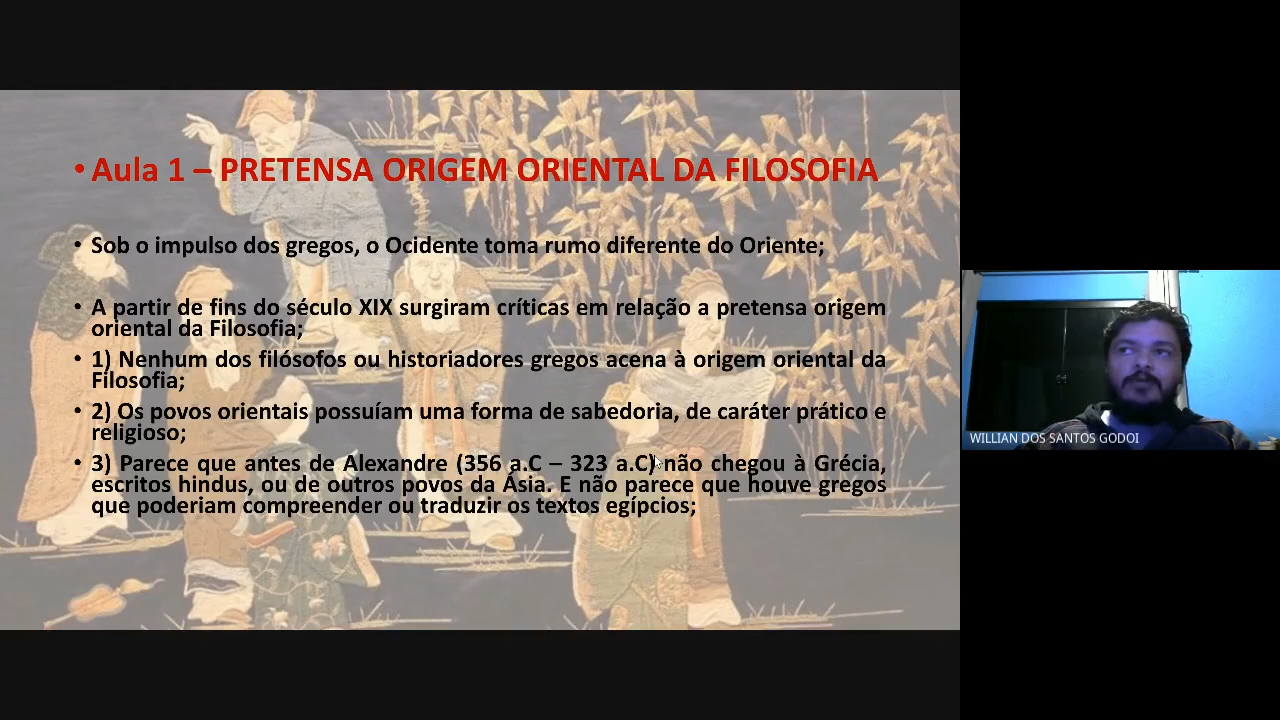 • Aula 1 – PRETENSA ORIGEM ORIENTAL DA FILOSOFIA
• Sob o impulso dos gregos, o Ocidente toma rumo diferente do Oriente;
• A partir de fins do século XIX surgiram críticas em relação a pretensa origem
oriental da Filosofia;
• 1) Nenhum dos filósofos ou historiadores gregos acena à origem oriental da
Filosofia;
• 2) Os povos orientais possuíam uma forma de sabedoria, de caráter prático e
religioso;
• 3) Parece que antes de Alexandre (356 a.C – 323 a.C) não chegou à Grécia,
escritos hindus, ou de outros povos da Ásia. E não parece que houve gregos
que poderiam compreender ou traduzir os textos egípcios;
WILLIAN DOS SANTOS GODOI